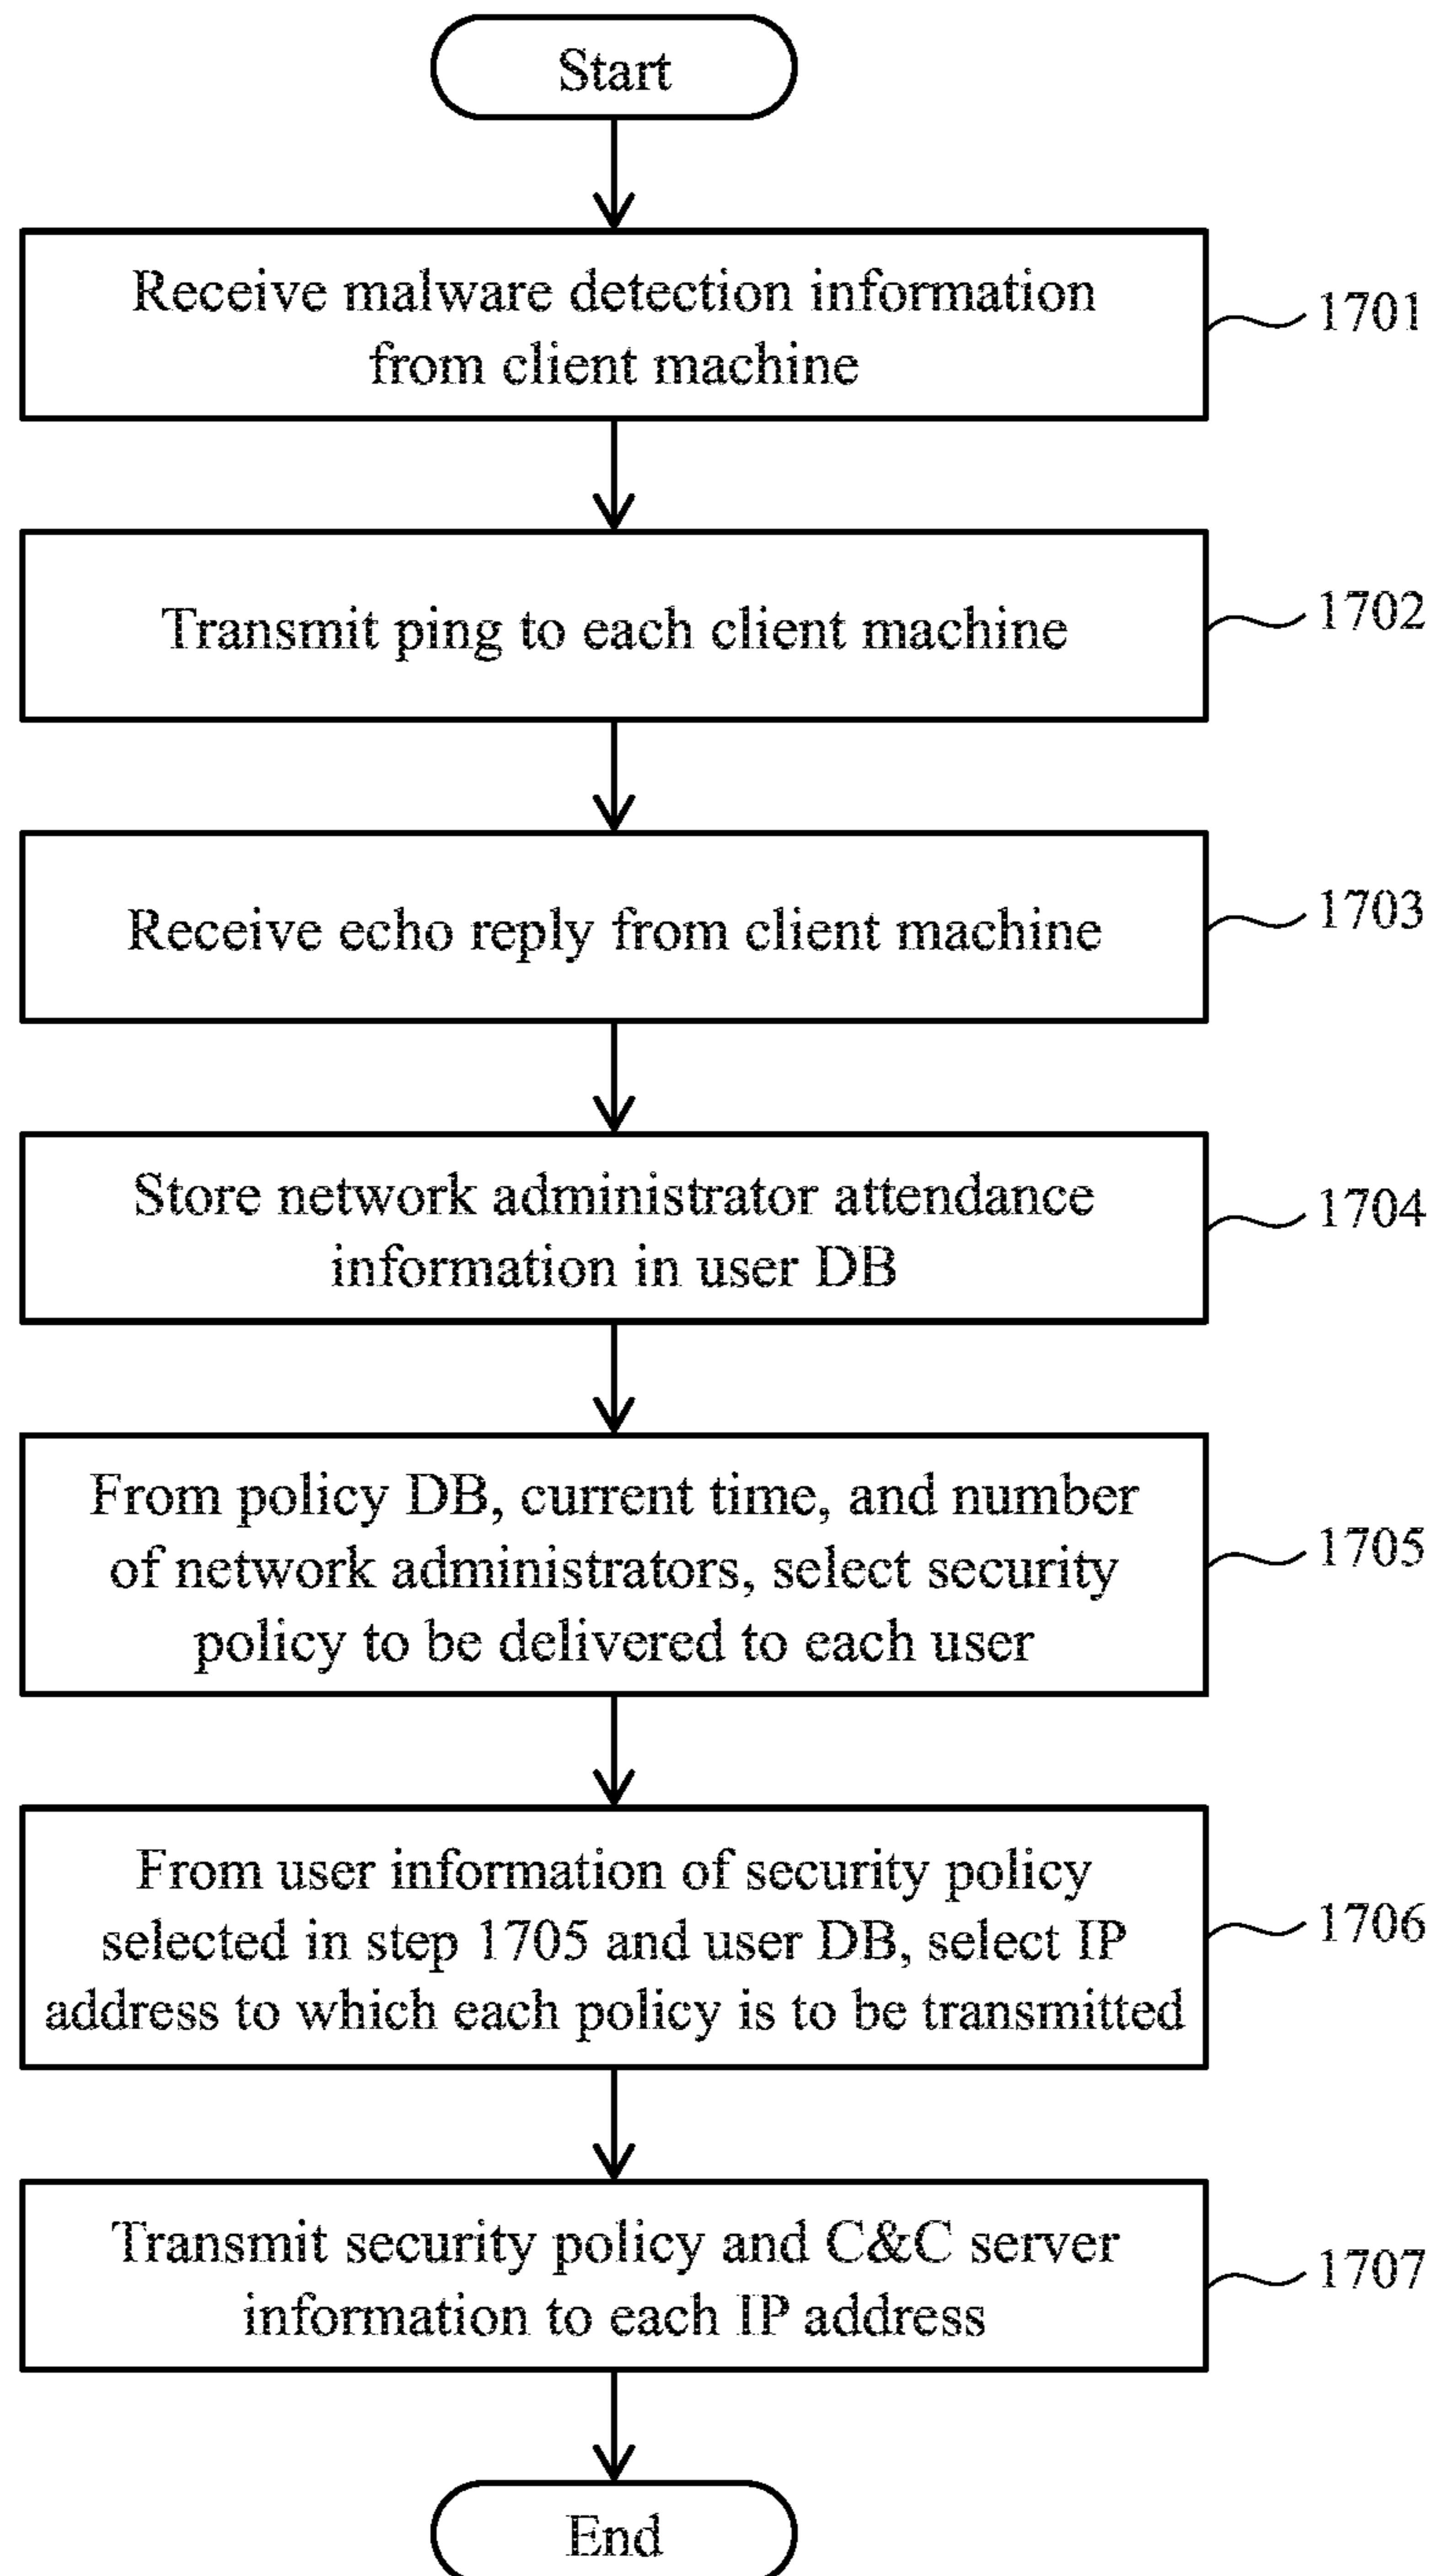 Start
Receive malware detection information
from client machine
1701
Transmit ping to each client machine
1702
Receive echo reply from client machine
1703
Store network administrator attendance
information in user DB
1704
From policy DB, current time, and number
of network administrators, select security
policy to be delivered to each user
1705
From user information of security policy
selected in step 1705 and user DB, select IP
address to which each policy is to be transmitted
1706
Transmit security policy and C&C server
information to each IP address
1707
End